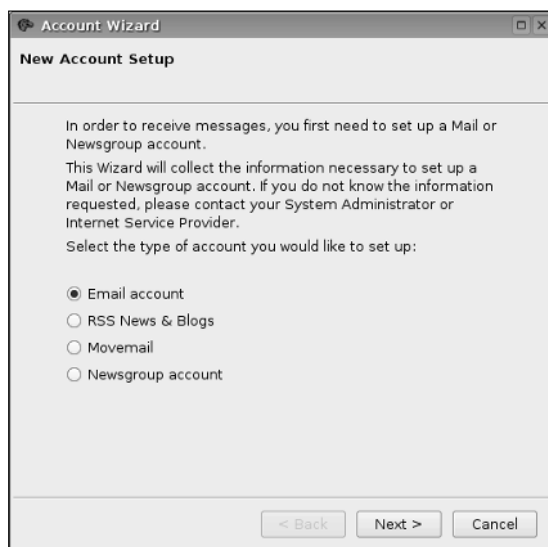 Account Wizard
New Account Setup
In order to receive messages, you first need to set up a Mail or
Newsgroup account.
This Wizard will collect the information necessary to set up a
Mail or Newsgroup account. If you do not know the information
requested, please contact your System Administrator or
Internet Service Provider.
Select the type of account you would like to set up:
Email account
RSS News & Blogs
Movemail
Newsgroup account
< Back Next > Cancel